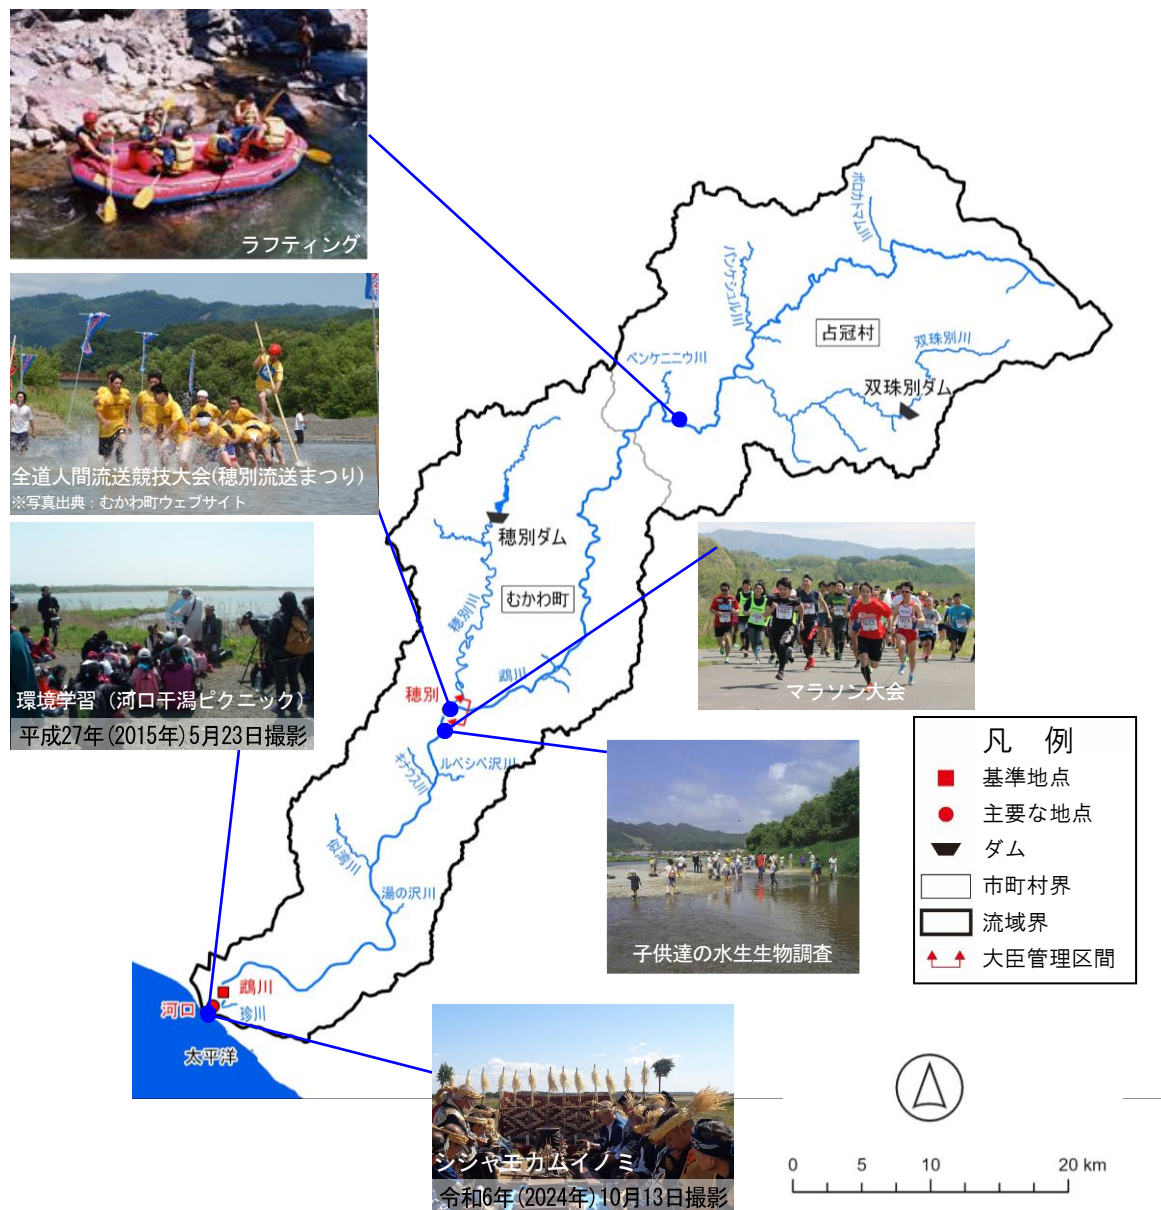 ラフティング
全道人間流送競技大会(穂別流送まつり)
※写真出典：むかわ町ウェブサイト
環境学習（河口干潟ピクニック）
平成27年(2015年)5月23日撮影
ポロカトマム川
パンケシュル川
占冠村
双珠別川
ペンケニニウ川
双珠別ダム
穂別ダム
むかわ町
穂別川
鵡川
穂別
マラソン大会
ルベシベ沢川
キナウス川
似湾川
湯の沢川
子供達の水生生物調査
鵡川
河口
珍川
太平洋
シシャモカムイノミ
令和6年(2024年)10月13日撮影
凡　例
基準地点
主要な地点
ダム
市町村界
流域界
大臣管理区間
0 5 10 20 km